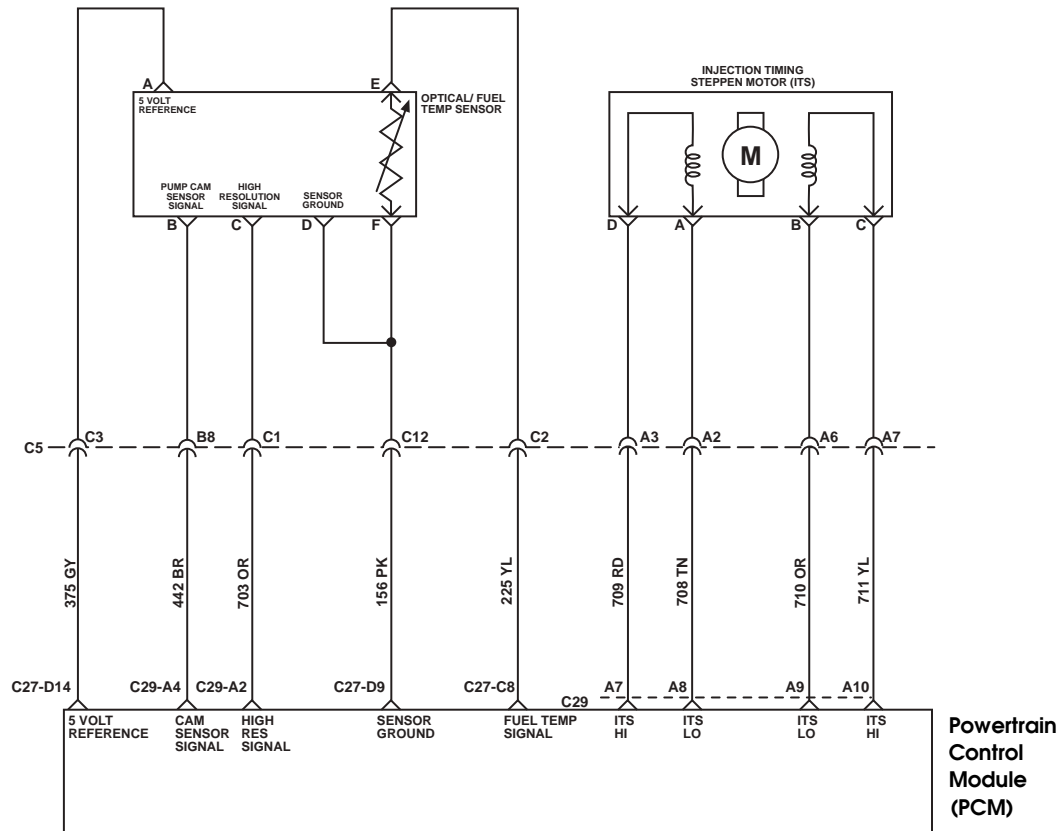 INJECTION TIMING
STEPPEN MOTOR (ITS)
A
E
5 VOLT
REFERENCE
OPTICAL/ FUEL
TEMP SENSOR
M
PUMP CAM
SENSOR
SIGNAL
HIGH
RESOLUTION
SIGNAL
SENSOR
GROUND
B
C
D
F
D
A
B
C
C5
C3
B8
C1
C12
C2
A3
A2
A6
A7
375 GY
442 BR
703 OR
156 PK
225 YL
709 RD
708 TN
710 OR
711 YL
C27-D14
C29-A4
C29-A2
C27-D9
C27-C8
C29
A7
A8
A9
A10
5 VOLT
REFERENCE
CAM
SENSOR
SIGNAL
HIGH
RES
SIGNAL
SENSOR
GROUND
FUEL TEMP
SIGNAL
ITS
HI
ITS
LO
ITS
LO
ITS
HI
Powertrain
Control
Module
(PCM)